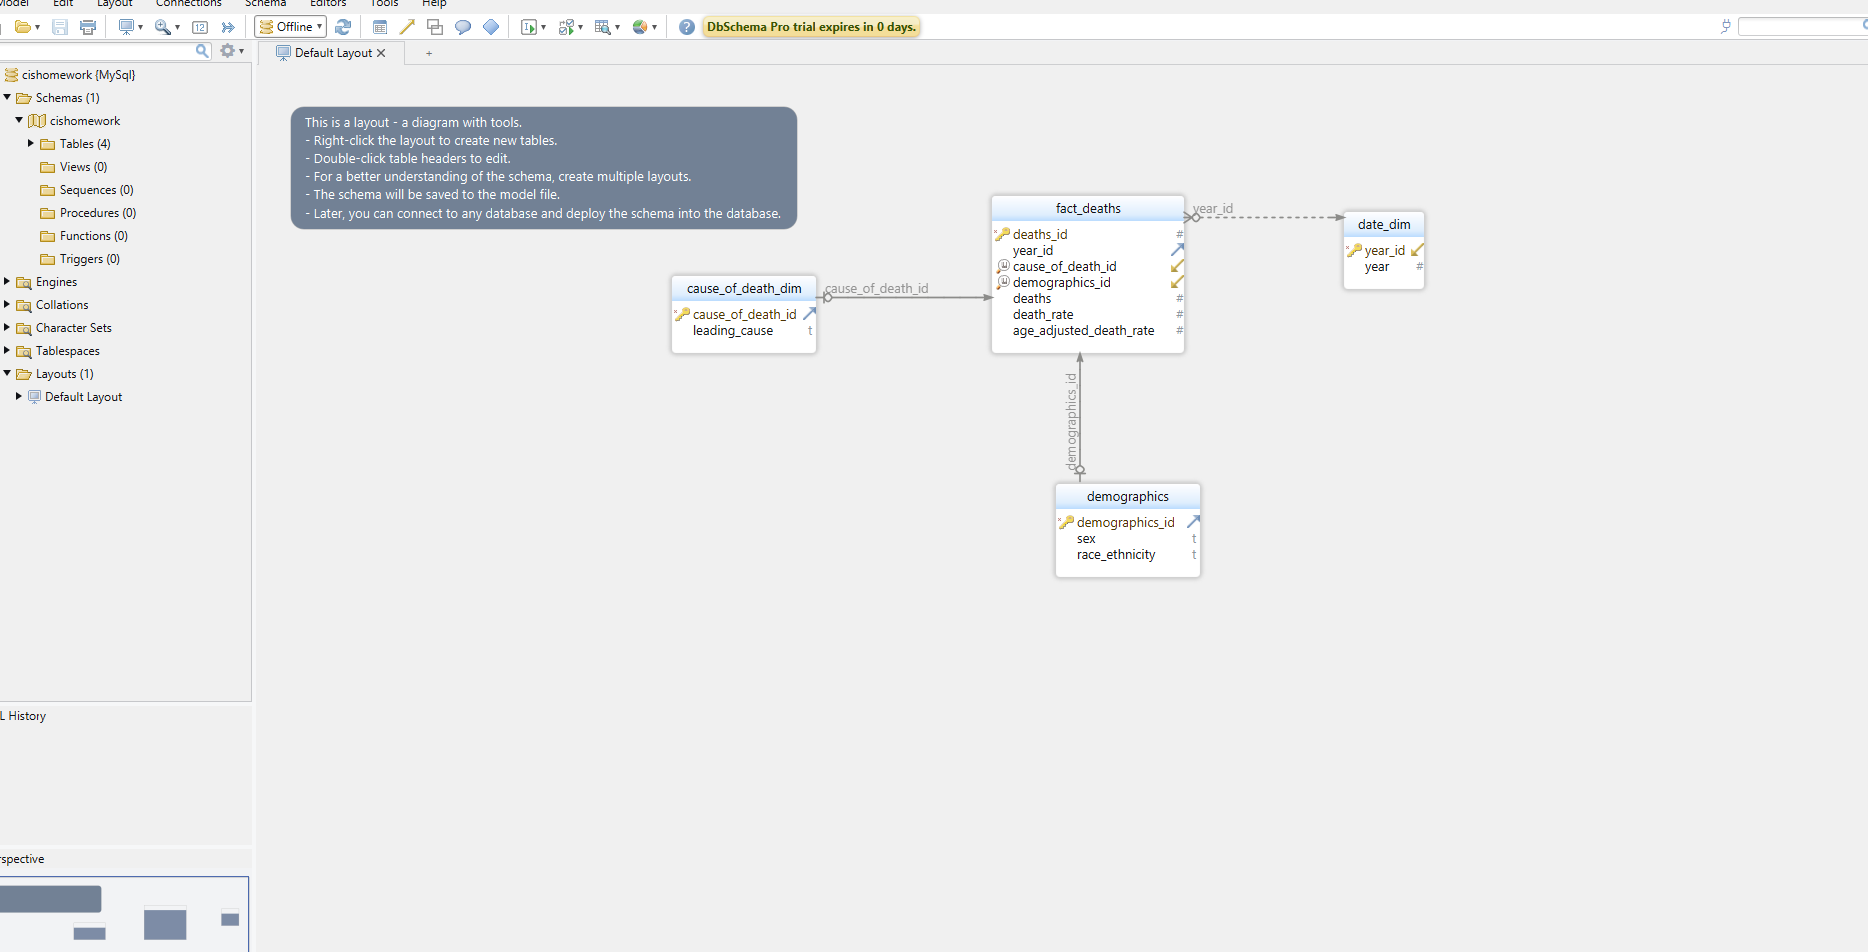 Model Edit Layout Connections Schema Editors Tools Help
12 Offline DbSchema Pro trial expires in 0 days.
Default Layout +
cishomework {MySql}
Schemas (1)
cishomework
Tables (4)
Views (0)
Sequences (0)
Procedures (0)
Functions (0)
Triggers (0)
Engines
Collations
Character Sets
Tablespaces
Layouts (1)
Default Layout
L History
rspective
This is a layout - a diagram with tools.
- Right-click the layout to create new tables.
- Double-click table headers to edit.
- For a better understanding of the schema, create multiple layouts.
- The schema will be saved to the model file.
- Later, you can connect to any database and deploy the schema into the database.
cause_of_death_dim
cause_of_death_id
leading_cause t
cause_of_death_id
fact_deaths
deaths_id #
year_id
cause_of_death_id
demographics_id
deaths #
death_rate #
age_adjusted_death_rate #
year_id
date_dim
year_id
year #
demographics_id
demographics
demographics_id
sex t
race_ethnicity t